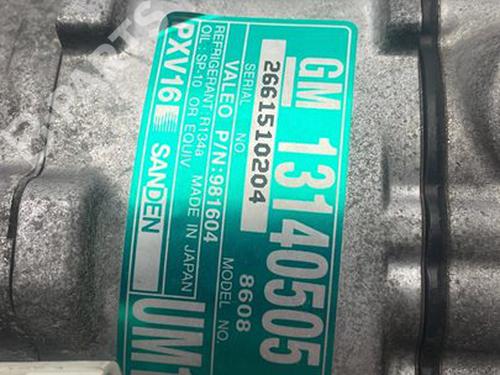 GM 13140505
SERIAL NO. 2661510204
VALEO P/N:981604
MODEL NO. 8608
REFRIGERANT R134a MADE IN JAPAN
OIL: SP-10 OR EQUIV.
PXV16 SANDEN